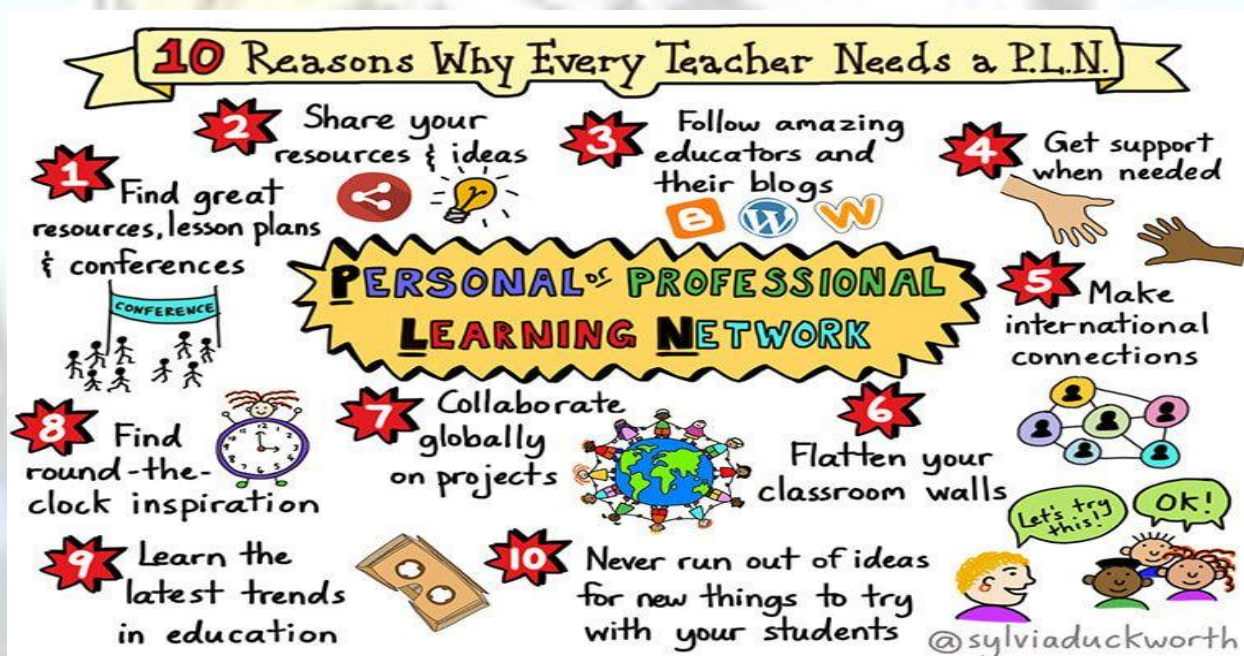 10 Reasons Why Every Teacher Needs a P.L.N.
1
Find great
resources, lesson plans
& conferences
CONFERENCE
2
Share your
resources & ideas
3
Follow amazing
educators and
their blogs
4
Get support
when needed
PERSONAL or PROFESSIONAL
LEARNING NETWORK
5
Make
international
connections
6
Flatten your
classroom walls
7
Collaborate
globally
on projects
8
Find
round-the-
clock inspiration
9
Learn the
latest trends
in education
10
Never run out of ideas
for new things to try
with your students
Let's try
this!
OK!
@sylviaduckworth